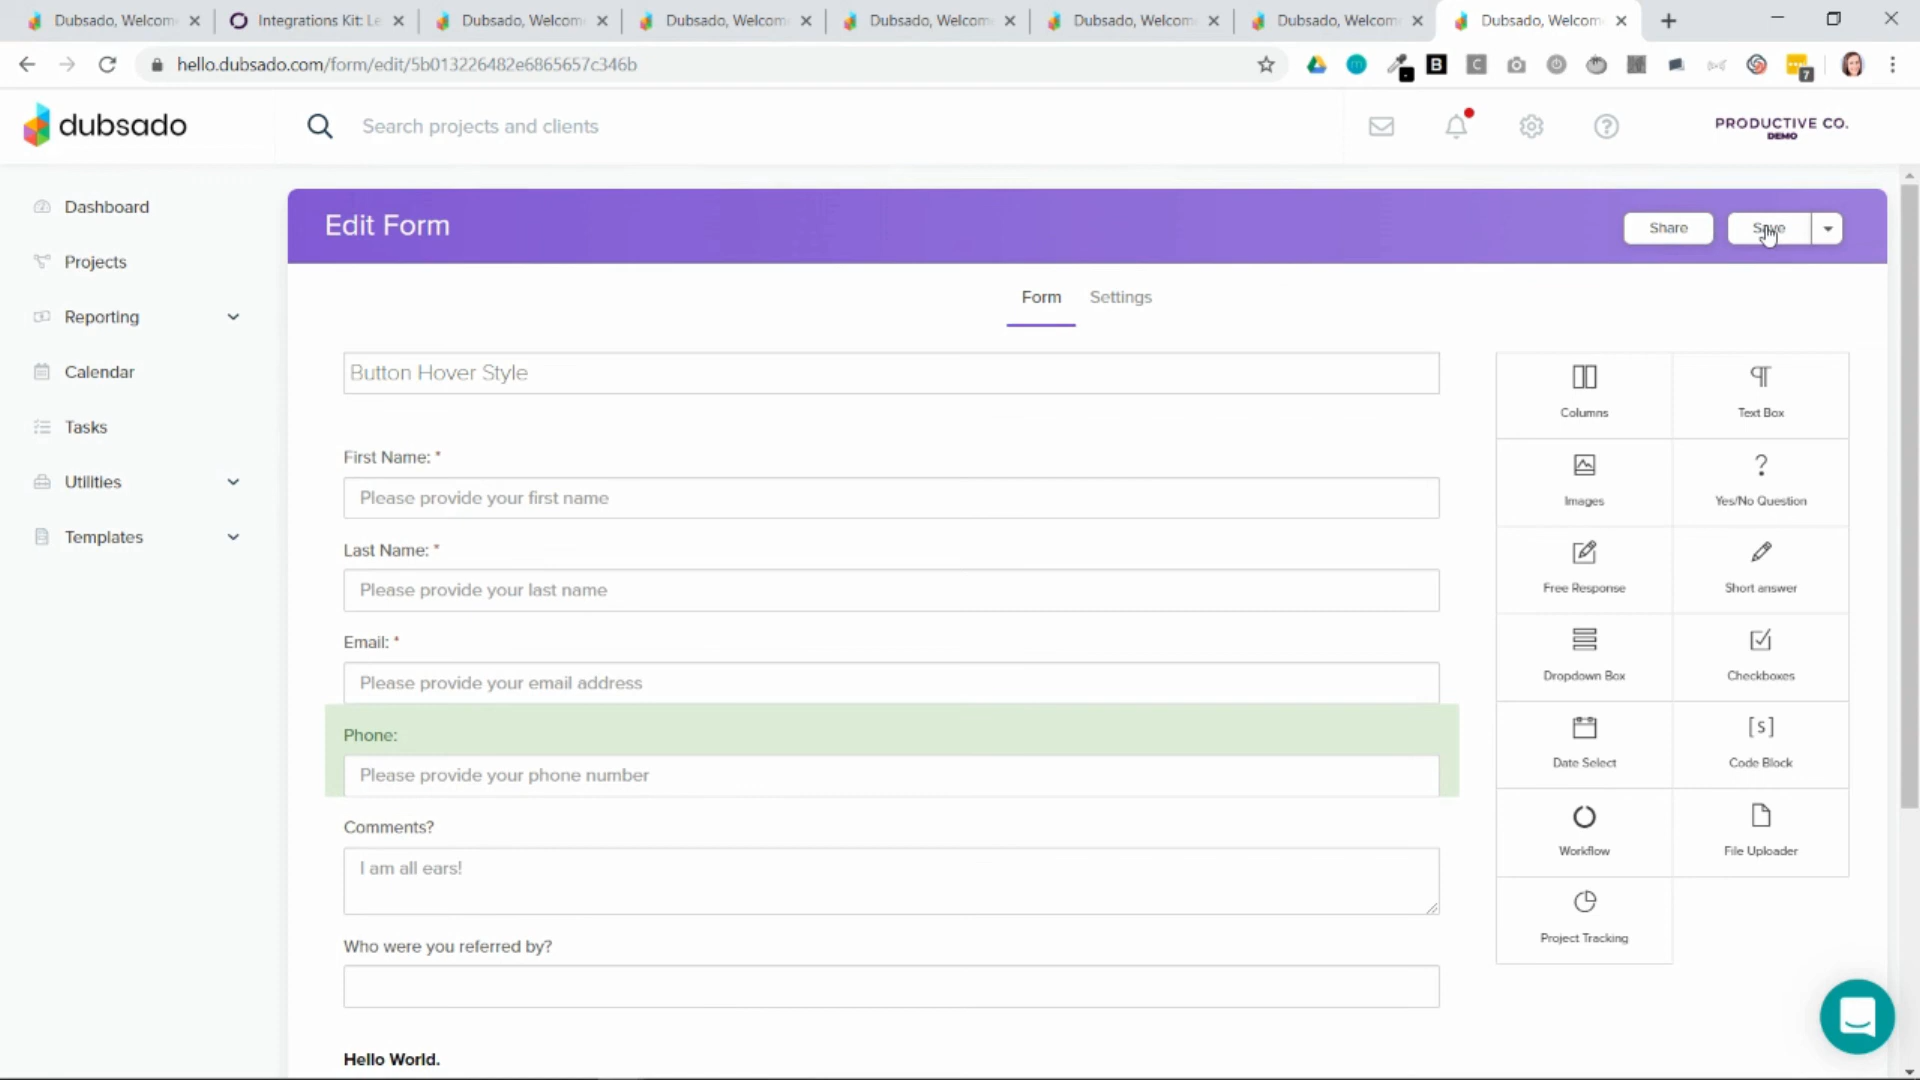 Dubsado, Welcom
Integrations Kit: Le
Dubsado, Welcom
Dubsado, Welcom
Dubsado, Welcom
Dubsado, Welcom
Dubsado, Welcom
Dubsado, Welcom
hello.dubsado.com/form/edit/5b013226482e6865657c346b
B
C
7
dubsado
Search projects and clients
PRODUCTIVE CO.
DEMO
Dashboard
Projects
Reporting
Calendar
Tasks
Utilities
Templates
Edit Form
Share
Save
Form
Settings
Button Hover Style
First Name: *
Please provide your first name
Last Name: *
Please provide your last name
Email: *
Please provide your email address
Phone:
Please provide your phone number
Comments?
I am all ears!
Who were you referred by?
Hello World.
Columns
Text Box
Images
Yes/No Question
Free Response
Short answer
Dropdown Box
Checkboxes
Date Select
[s]
Code Block
Workflow
File Uploader
Project Tracking